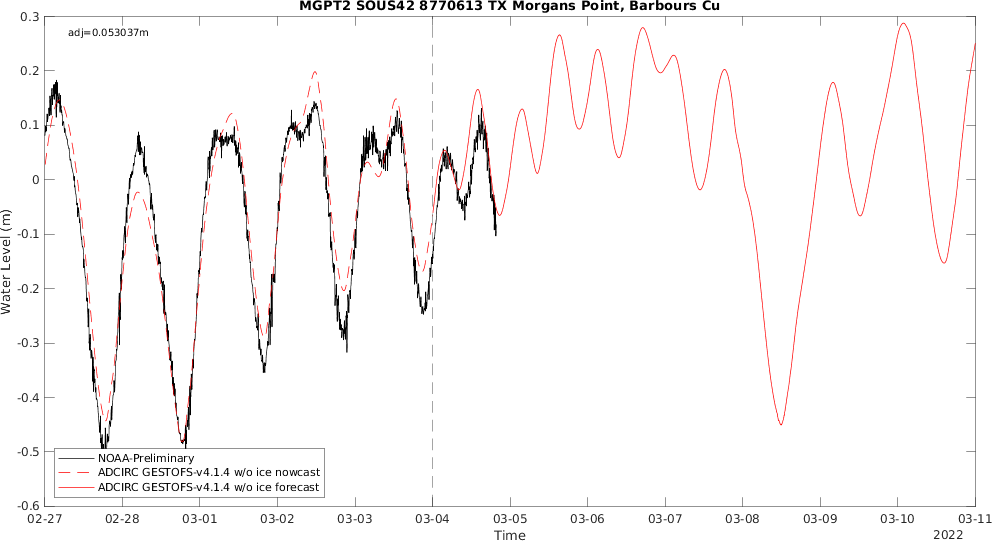 MGPT2 SOUS42 8770613 TX Morgans Point, Barbours Cu
adj=0.053037m
0.3
0.2
0.1
0
-0.1
-0.2
-0.3
-0.4
-0.5
-0.6
Water Level (m)
NOAA-Preliminary
ADCIRC GESTOFS-v4.1.4 w/o ice nowcast
ADCIRC GESTOFS-v4.1.4 w/o ice forecast
02-27 02-28 03-01 03-02 03-03 03-04 03-05 03-06 03-07 03-08 03-09 03-10 03-11
Time
2022